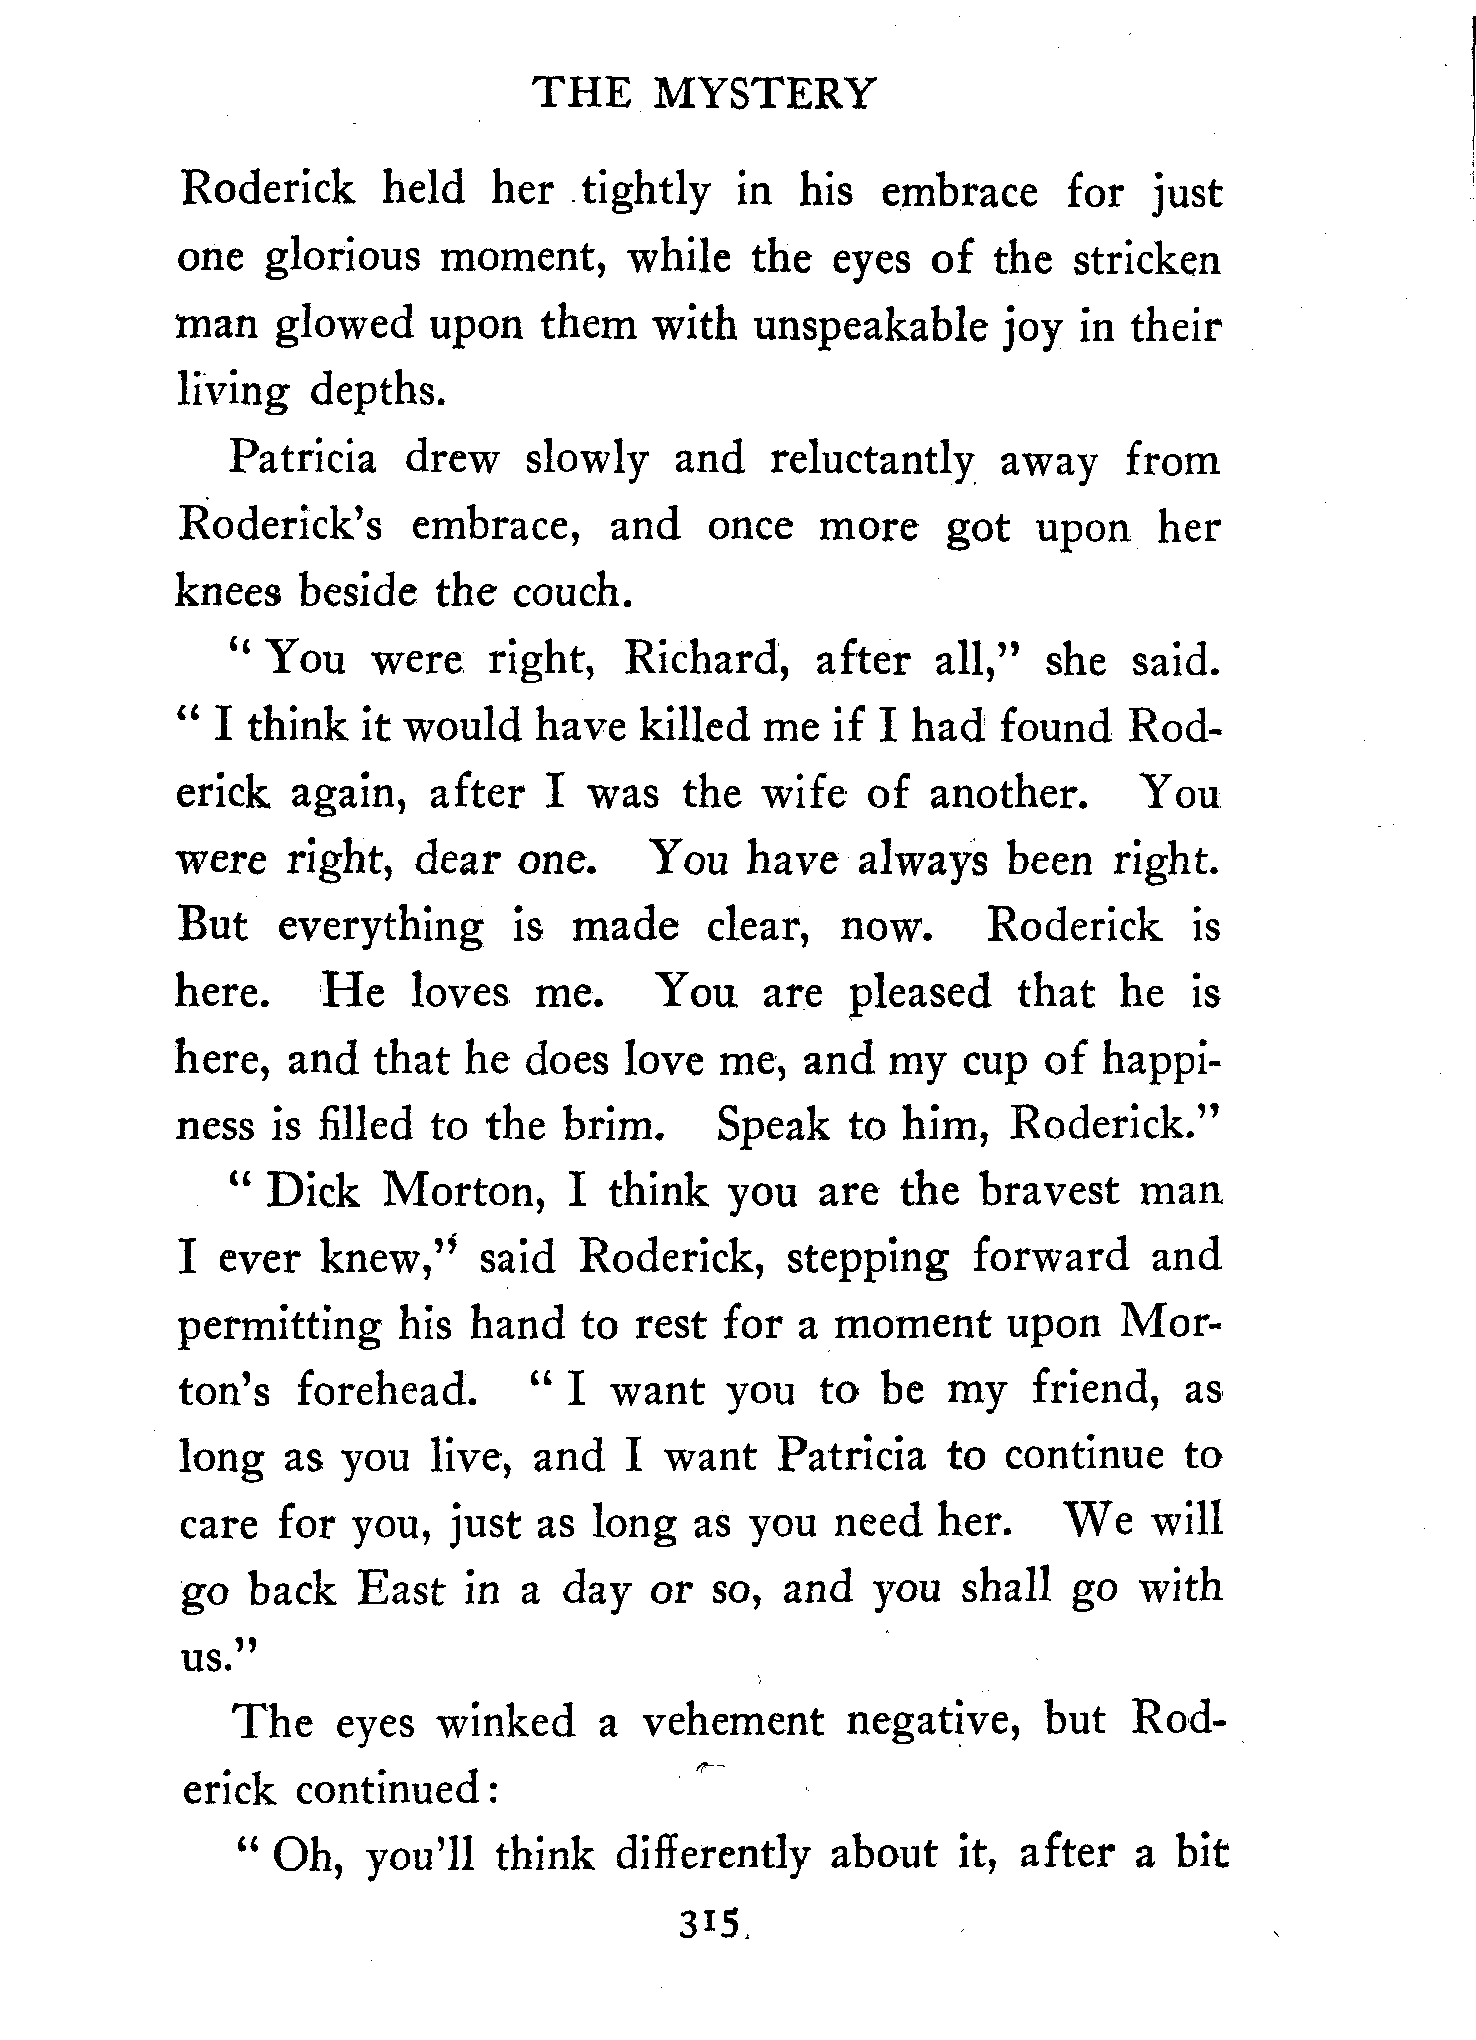 THE MYSTERY
Roderick held her tightly in his embrace for just
one glorious moment, while the eyes of the stricken
man glowed upon them with unspeakable joy in their
living depths.
Patricia drew slowly and reluctantly away from
Roderick's embrace, and once more got upon her
knees beside the couch.
" You were right, Richard, after all," she said.
" I think it would have killed me if I had found Rod-
erick again, after I was the wife of another. You
were right, dear one. You have always been right.
But everything is made clear, now. Roderick is
here. He loves me. You are pleased that he is
here, and that he does love me, and my cup of happi-
ness is filled to the brim. Speak to him, Roderick."
" Dick Morton, I think you are the bravest man
I ever knew," said Roderick, stepping forward and
permitting his hand to rest for a moment upon Mor-
ton's forehead. " I want you to be my friend, as
long as you live, and I want Patricia to continue to
care for you, just as long as you need her. We will
go back East in a day or so, and you shall go with
us."
The eyes winked a vehement negative, but Rod-
erick continued:
" Oh, you'll think differently about it, after a bit
315